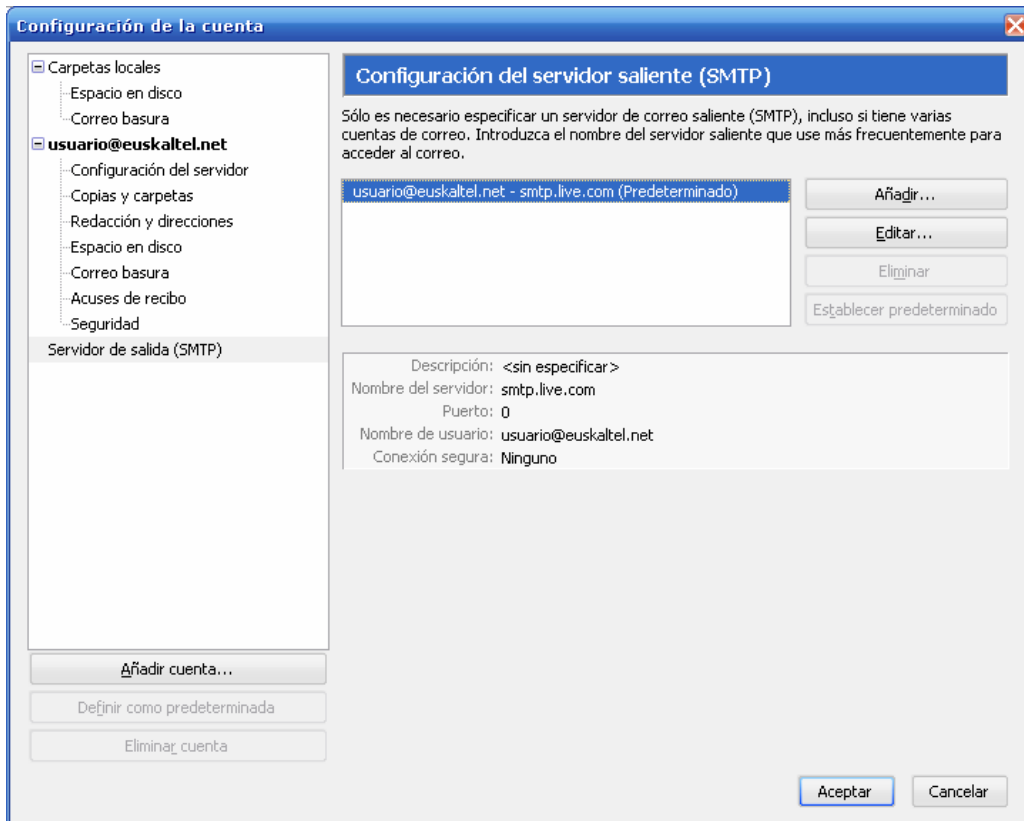 Configuración de la cuenta
Carpetas locales
Espacio en disco
Correo basura
usuario@euskaltel.net
Configuración del servidor
Copias y carpetas
Redacción y direcciones
Espacio en disco
Correo basura
Acuses de recibo
Seguridad
Servidor de salida (SMTP)
Añadir cuenta...
Definir como predeterminada
Eliminar cuenta
Configuración del servidor saliente (SMTP)
Sólo es necesario especificar un servidor de correo saliente (SMTP), incluso si tiene varias
cuentas de correo. Introduzca el nombre del servidor saliente que use más frecuentemente para
acceder al correo.
usuario@euskaltel.net - smtp.live.com (Predeterminado)
Añadir...
Editar...
Eliminar
Establecer predeterminado
Descripción: <sin especificar>
Nombre del servidor: smtp.live.com
Puerto: 0
Nombre de usuario: usuario@euskaltel.net
Conexión segura: Ninguno
Aceptar
Cancelar